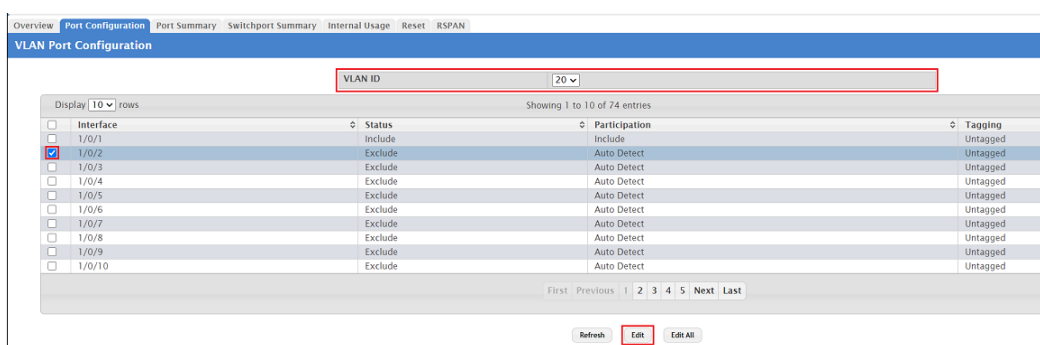 Overview Port Configuration Port Summary Switchport Summary Internal Usage Reset RSPAN
VLAN Port Configuration
VLAN ID 20
Display 10 rows Showing 1 to 10 of 74 entries
Interface Status Participation Tagging
1/0/1 Include Include Untagged
1/0/2 Exclude Auto Detect Untagged
1/0/3 Exclude Auto Detect Untagged
1/0/4 Exclude Auto Detect Untagged
1/0/5 Exclude Auto Detect Untagged
1/0/6 Exclude Auto Detect Untagged
1/0/7 Exclude Auto Detect Untagged
1/0/8 Exclude Auto Detect Untagged
1/0/9 Exclude Auto Detect Untagged
1/0/10 Exclude Auto Detect Untagged
First Previous 1 2 3 4 5 Next Last
Refresh Edit Edit All